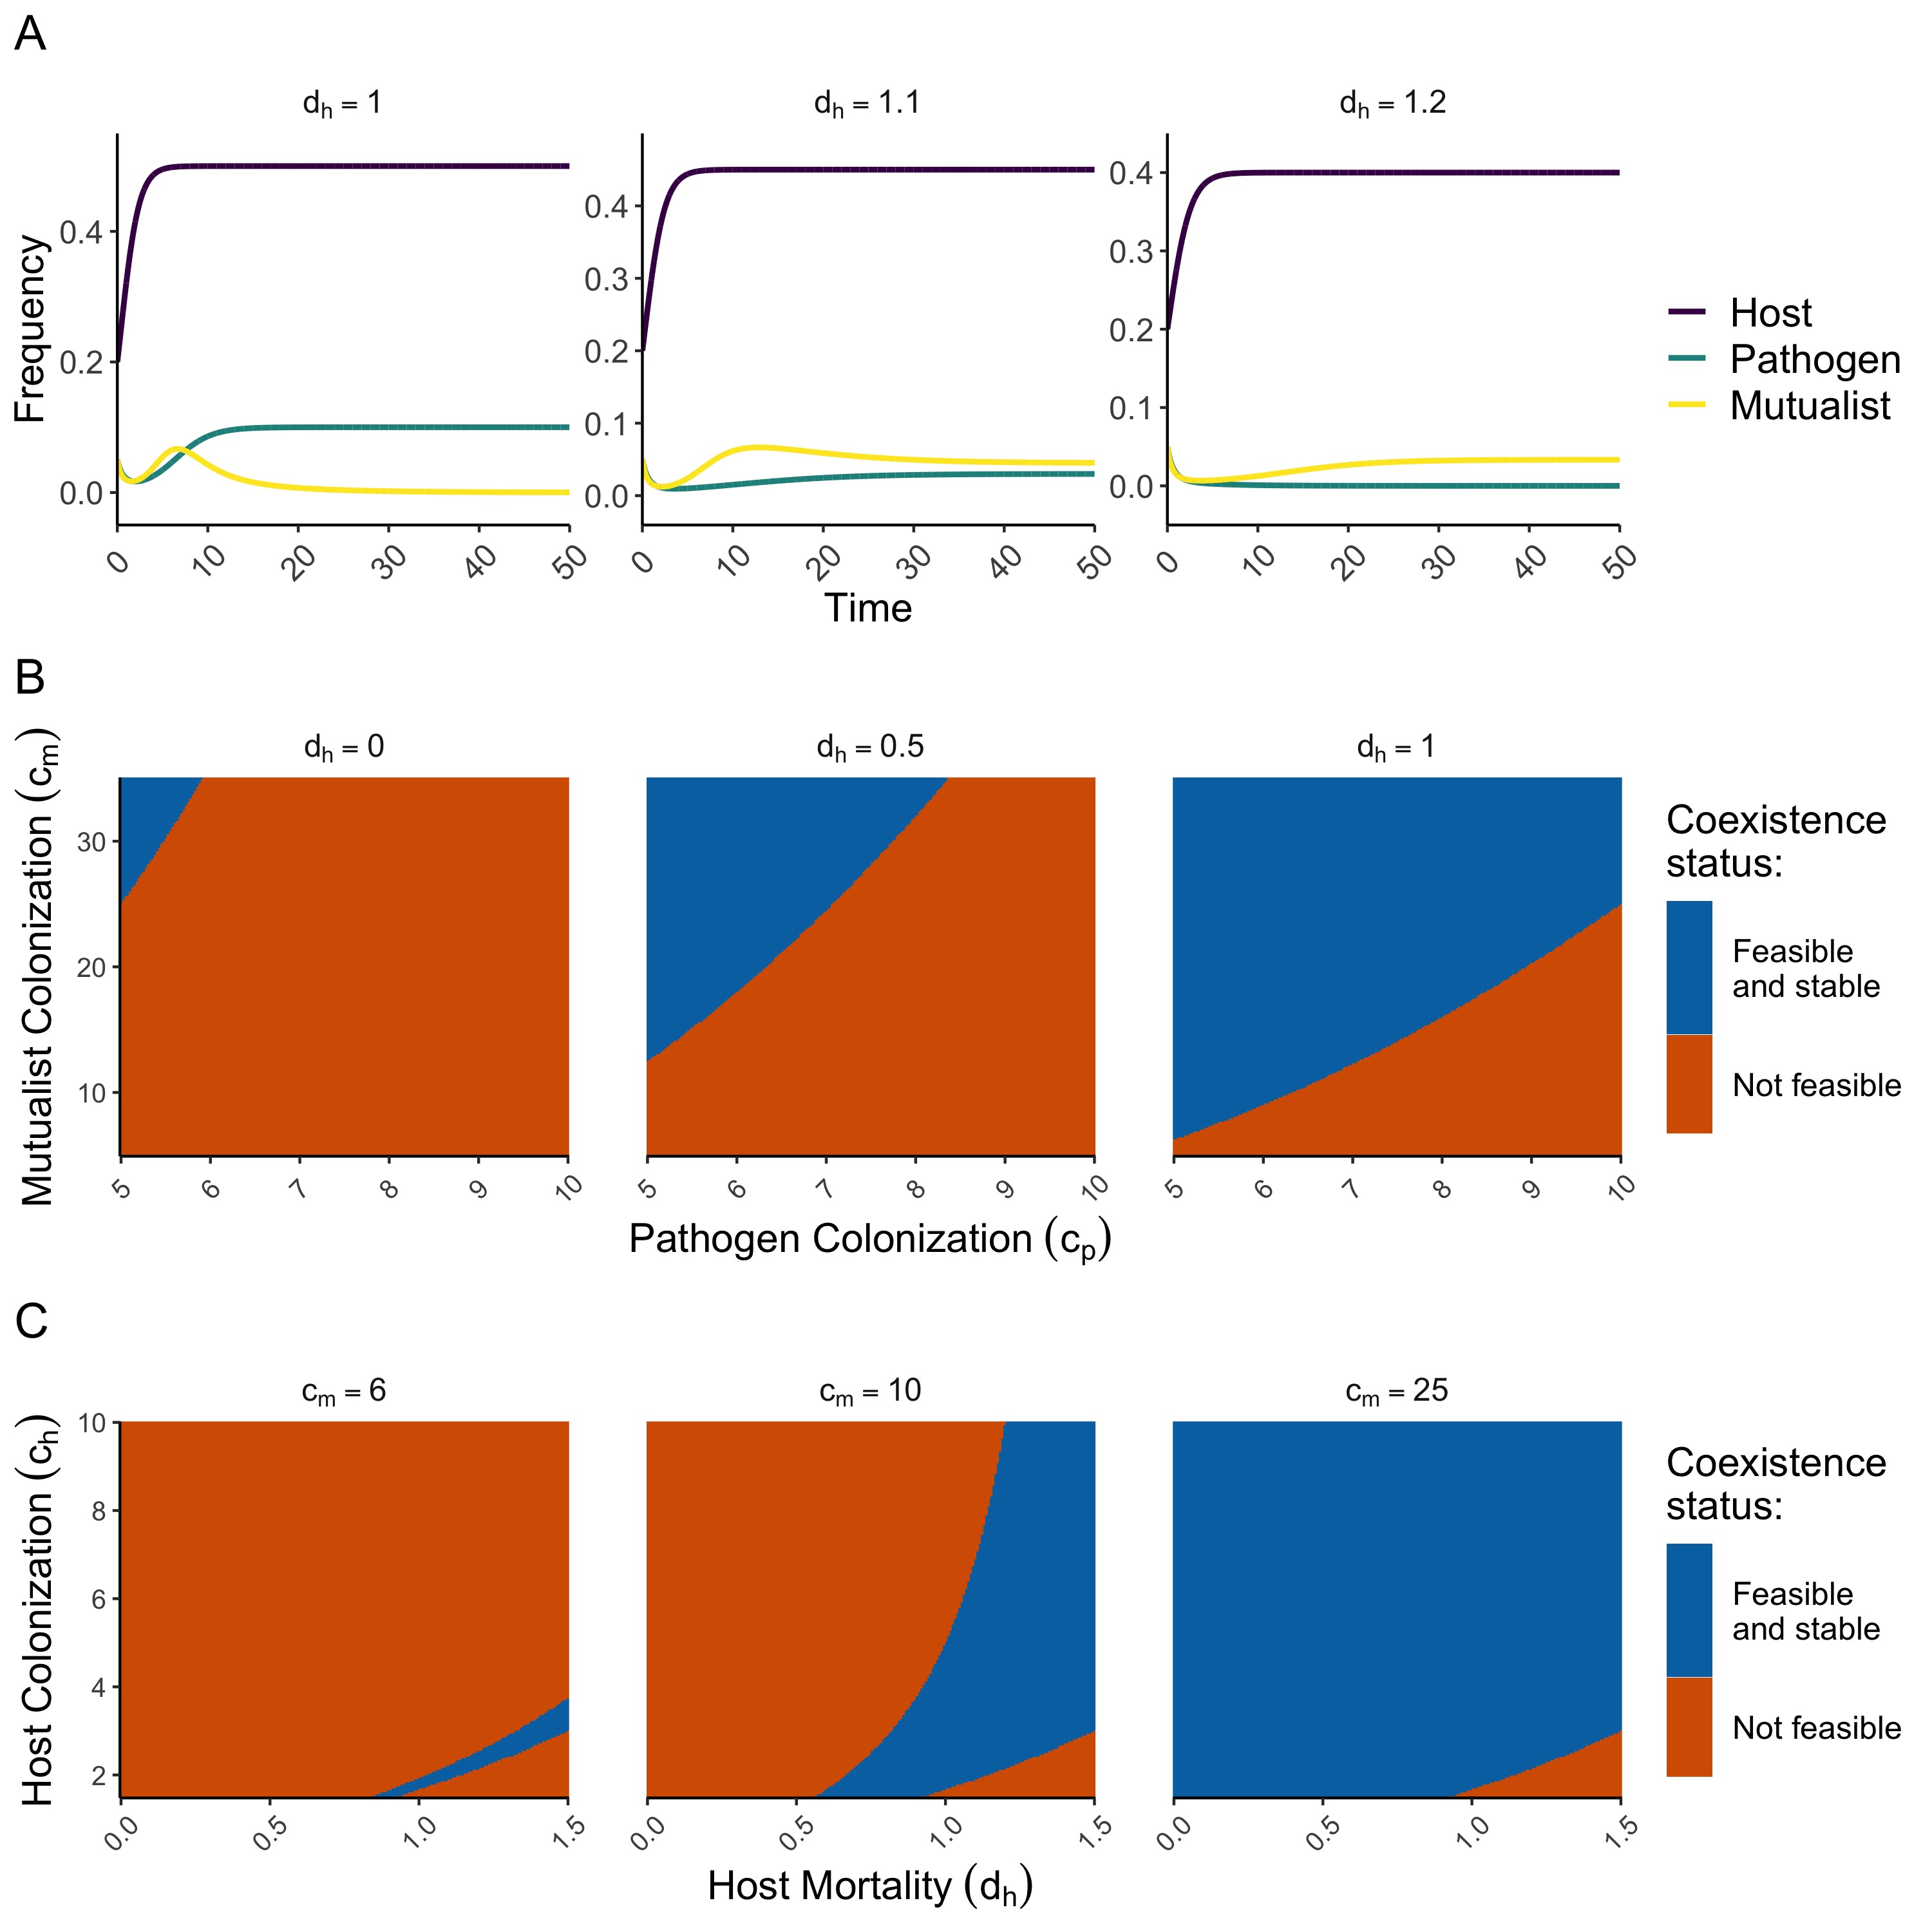 A
dh = 1
dh = 1.1
dh = 1.2
Frequency
0.4
0.2
0.0
0.4
0.3
0.2
0.1
0.0
0.4
0.3
0.2
0.1
0.0
0 10 20 30 40 50
0 10 20 30 40 50
0 10 20 30 40 50
Time
Host
Pathogen
Mutualist
B
dh = 0
dh = 0.5
dh = 1
Mutualist Colonization (cm)
30
20
10
5 6 7 8 9 10
5 6 7 8 9 10
5 6 7 8 9 10
Pathogen Colonization (cp)
Coexistence
status:
Feasible
and stable
Not feasible
C
cm = 6
cm = 10
cm = 25
Host Colonization (ch)
10
8
6
4
2
0.0 0.5 1.0 1.5
0.0 0.5 1.0 1.5
0.0 0.5 1.0 1.5
Host Mortality (dh)
Coexistence
status:
Feasible
and stable
Not feasible